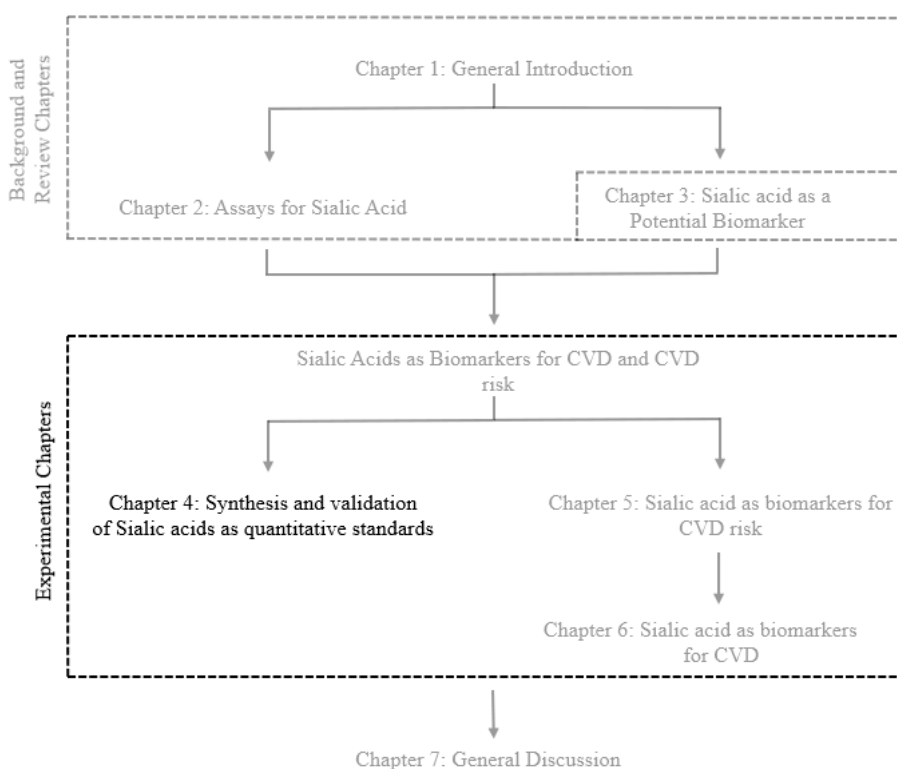 Background and
Review Chapters
Chapter 1: General Introduction
Chapter 2: Assays for Sialic Acid
Chapter 3: Sialic acid as a
Potential Biomarker
Experimental Chapters
Sialic Acids as Biomarkers for CVD and CVD
risk
Chapter 4: Synthesis and validation
of Sialic acids as quantitative standards
Chapter 5: Sialic acid as biomarkers for
CVD risk
Chapter 6: Sialic acid as biomarkers
for CVD
Chapter 7: General Discussion